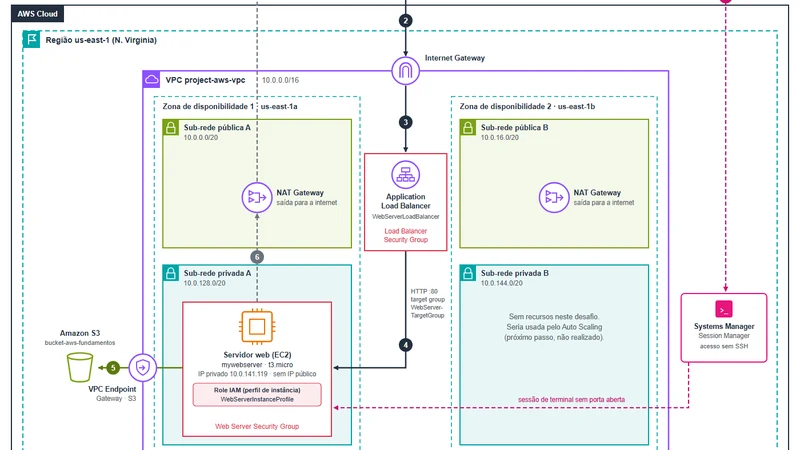 AWS Cloud
2
Região us-east-1 (N. Virginia)
Internet Gateway
VPC project-aws-vpc
10.0.0.0/16
Zona de disponibilidade 1 · us-east-1a
Zona de disponibilidade 2 · us-east-1b
3
Sub-rede pública A
10.0.0.0/20
Sub-rede pública B
10.0.16.0/20
NAT Gateway
saída para a internet
Application
Load Balancer
WebServerLoadBalancer
Load Balancer
Security Group
NAT Gateway
saída para a internet
6
Sub-rede privada A
10.0.128.0/20
Sub-rede privada B
10.0.144.0/20
HTTP :80
target group
WebServer-
TargetGroup
Sem recursos neste desafio.
Seria usada pelo Auto Scaling
(próximo passo, não realizado).
>_
Systems Manager
Session Manager
acesso sem SSH
Amazon S3
bucket-aws-fundamentos
4
Servidor web (EC2)
mywebserver · t3.micro
IP privado 10.0.141.119 · sem IP público
5
VPC Endpoint
Gateway · S3
Role IAM (perfil de instância)
WebServerInstanceProfile
sessão de terminal sem porta aberta
Web Server Security Group